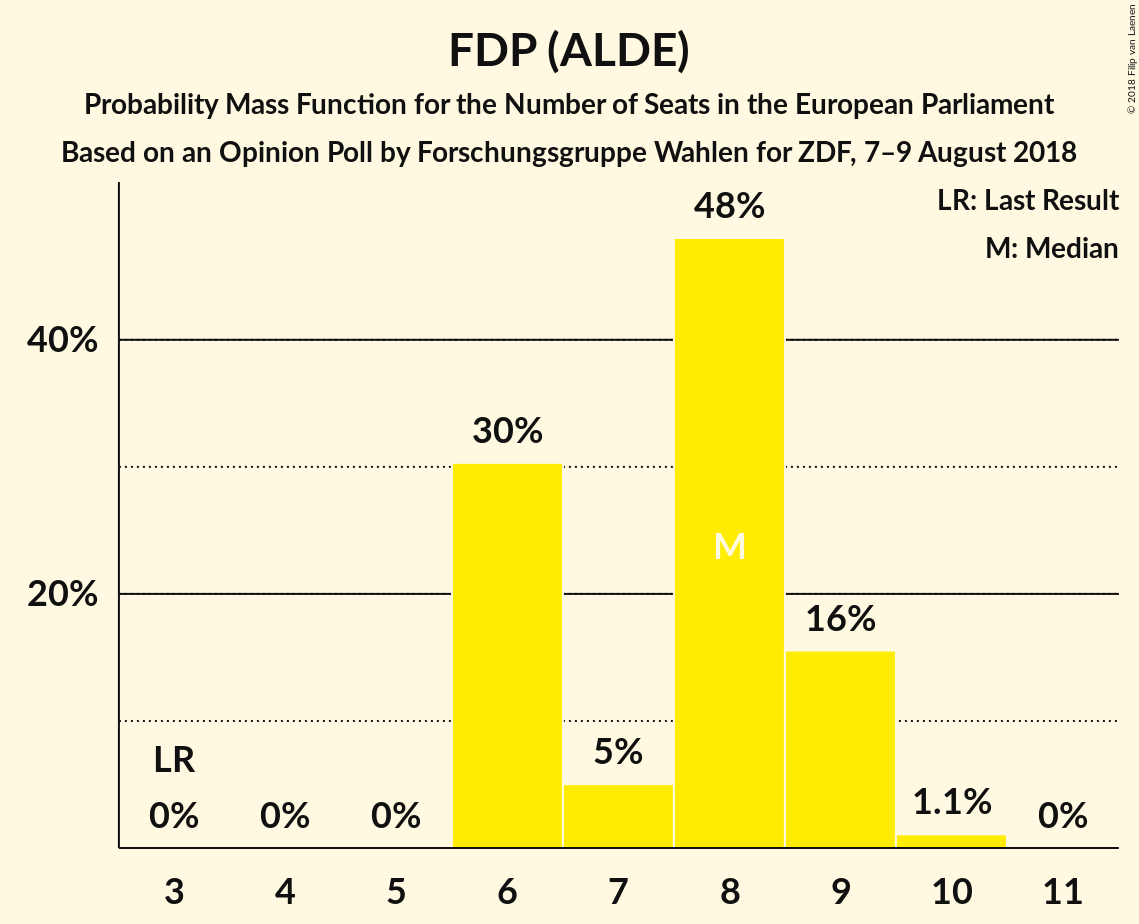 FDP (ALDE)
Probability Mass Function for the Number of Seats in the European Parliament
Based on an Opinion Poll by Forschungsgruppe Wahlen for ZDF, 7–9 August 2018
© 2018 Filip van Laenen
LR: Last Result
M: Median
48%
40%
30%
M
20%
16%
5%
LR
1.1%
0% 0% 0% 0%
3 4 5 6 7 8 9 10 11